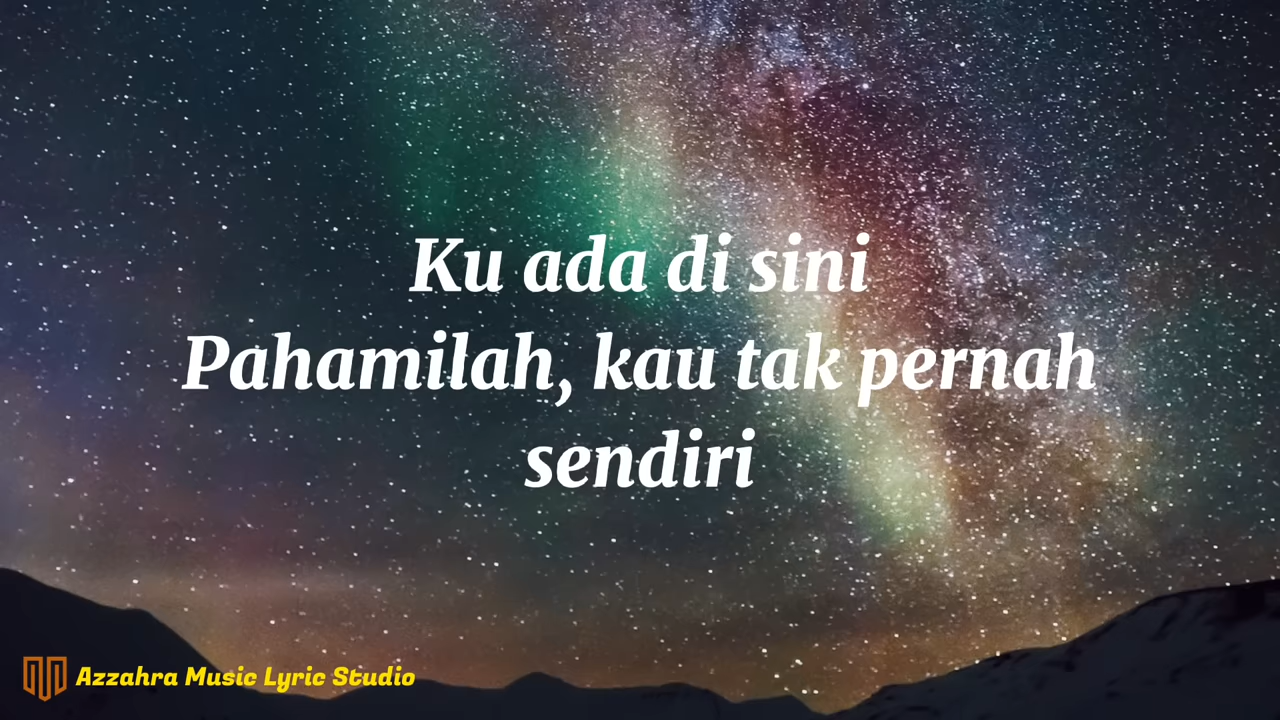 Ku ada di sini
Pahamilah, kau tak pernah
sendiri
Azzahra Music Lyric Studio